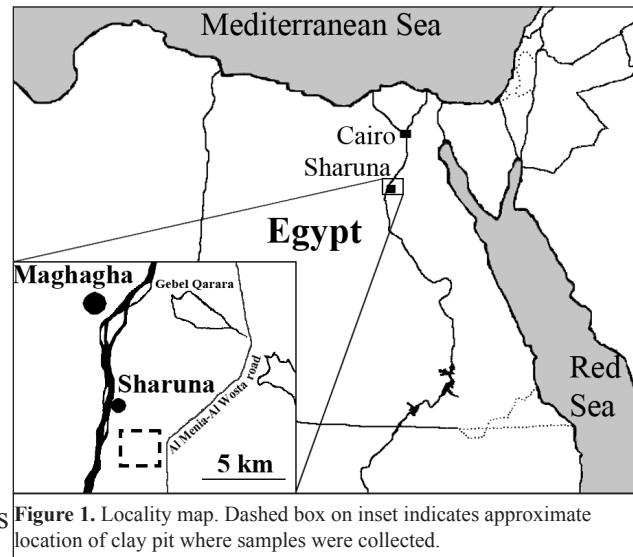 Mediterranean Sea
Cairo
Sharuna
Egypt
Maghagha
Gebel Qarara
Sharuna
Al Menia-Al Wosta road
5 km
Red
Sea
s
Figure 1. Locality map. Dashed box on inset indicates approximate
location of clay pit where samples were collected.